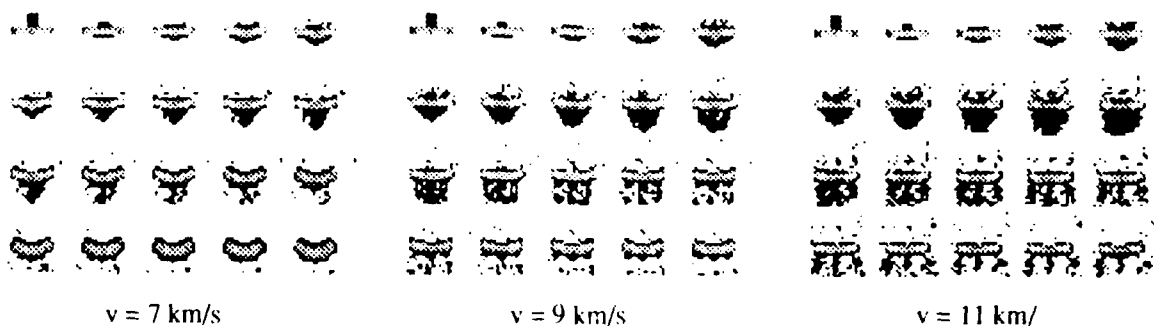 v = 7 km/s
v = 9 km/s
v = 11 km/